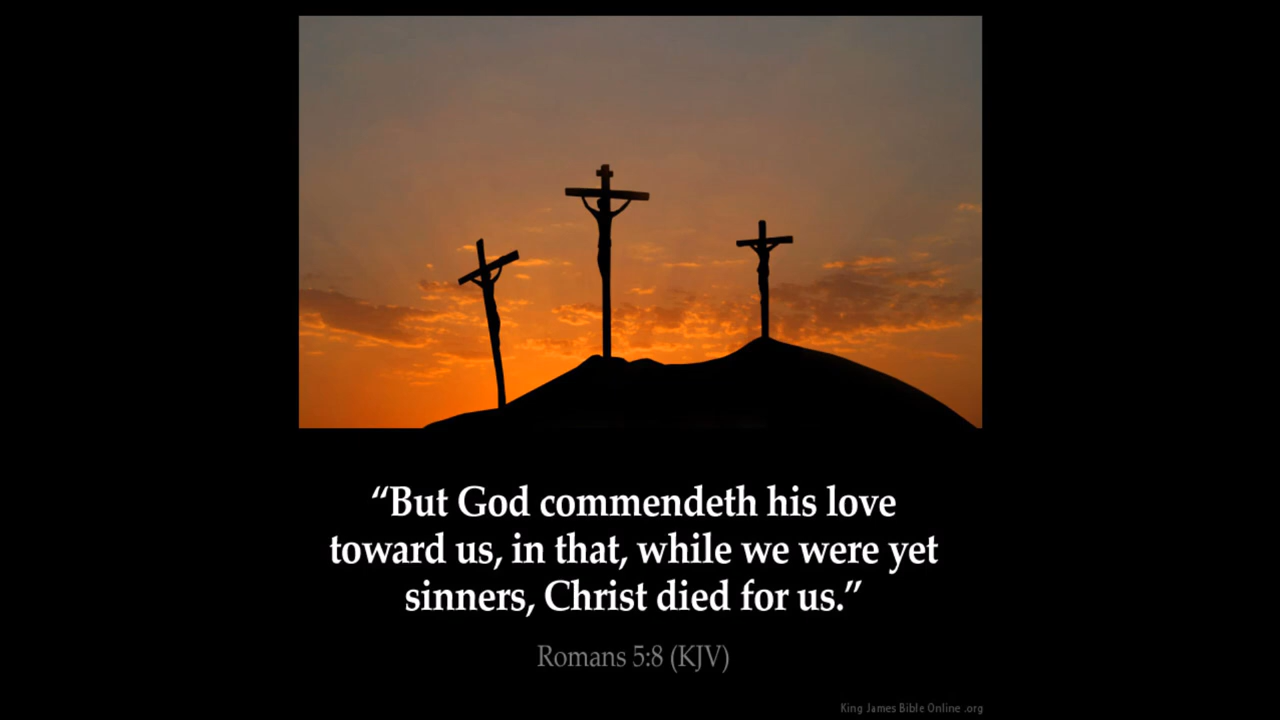 “But God commendeth his love
toward us, in that, while we were yet
sinners, Christ died for us.”
Romans 5:8 (KJV)
King James Bible Online .org